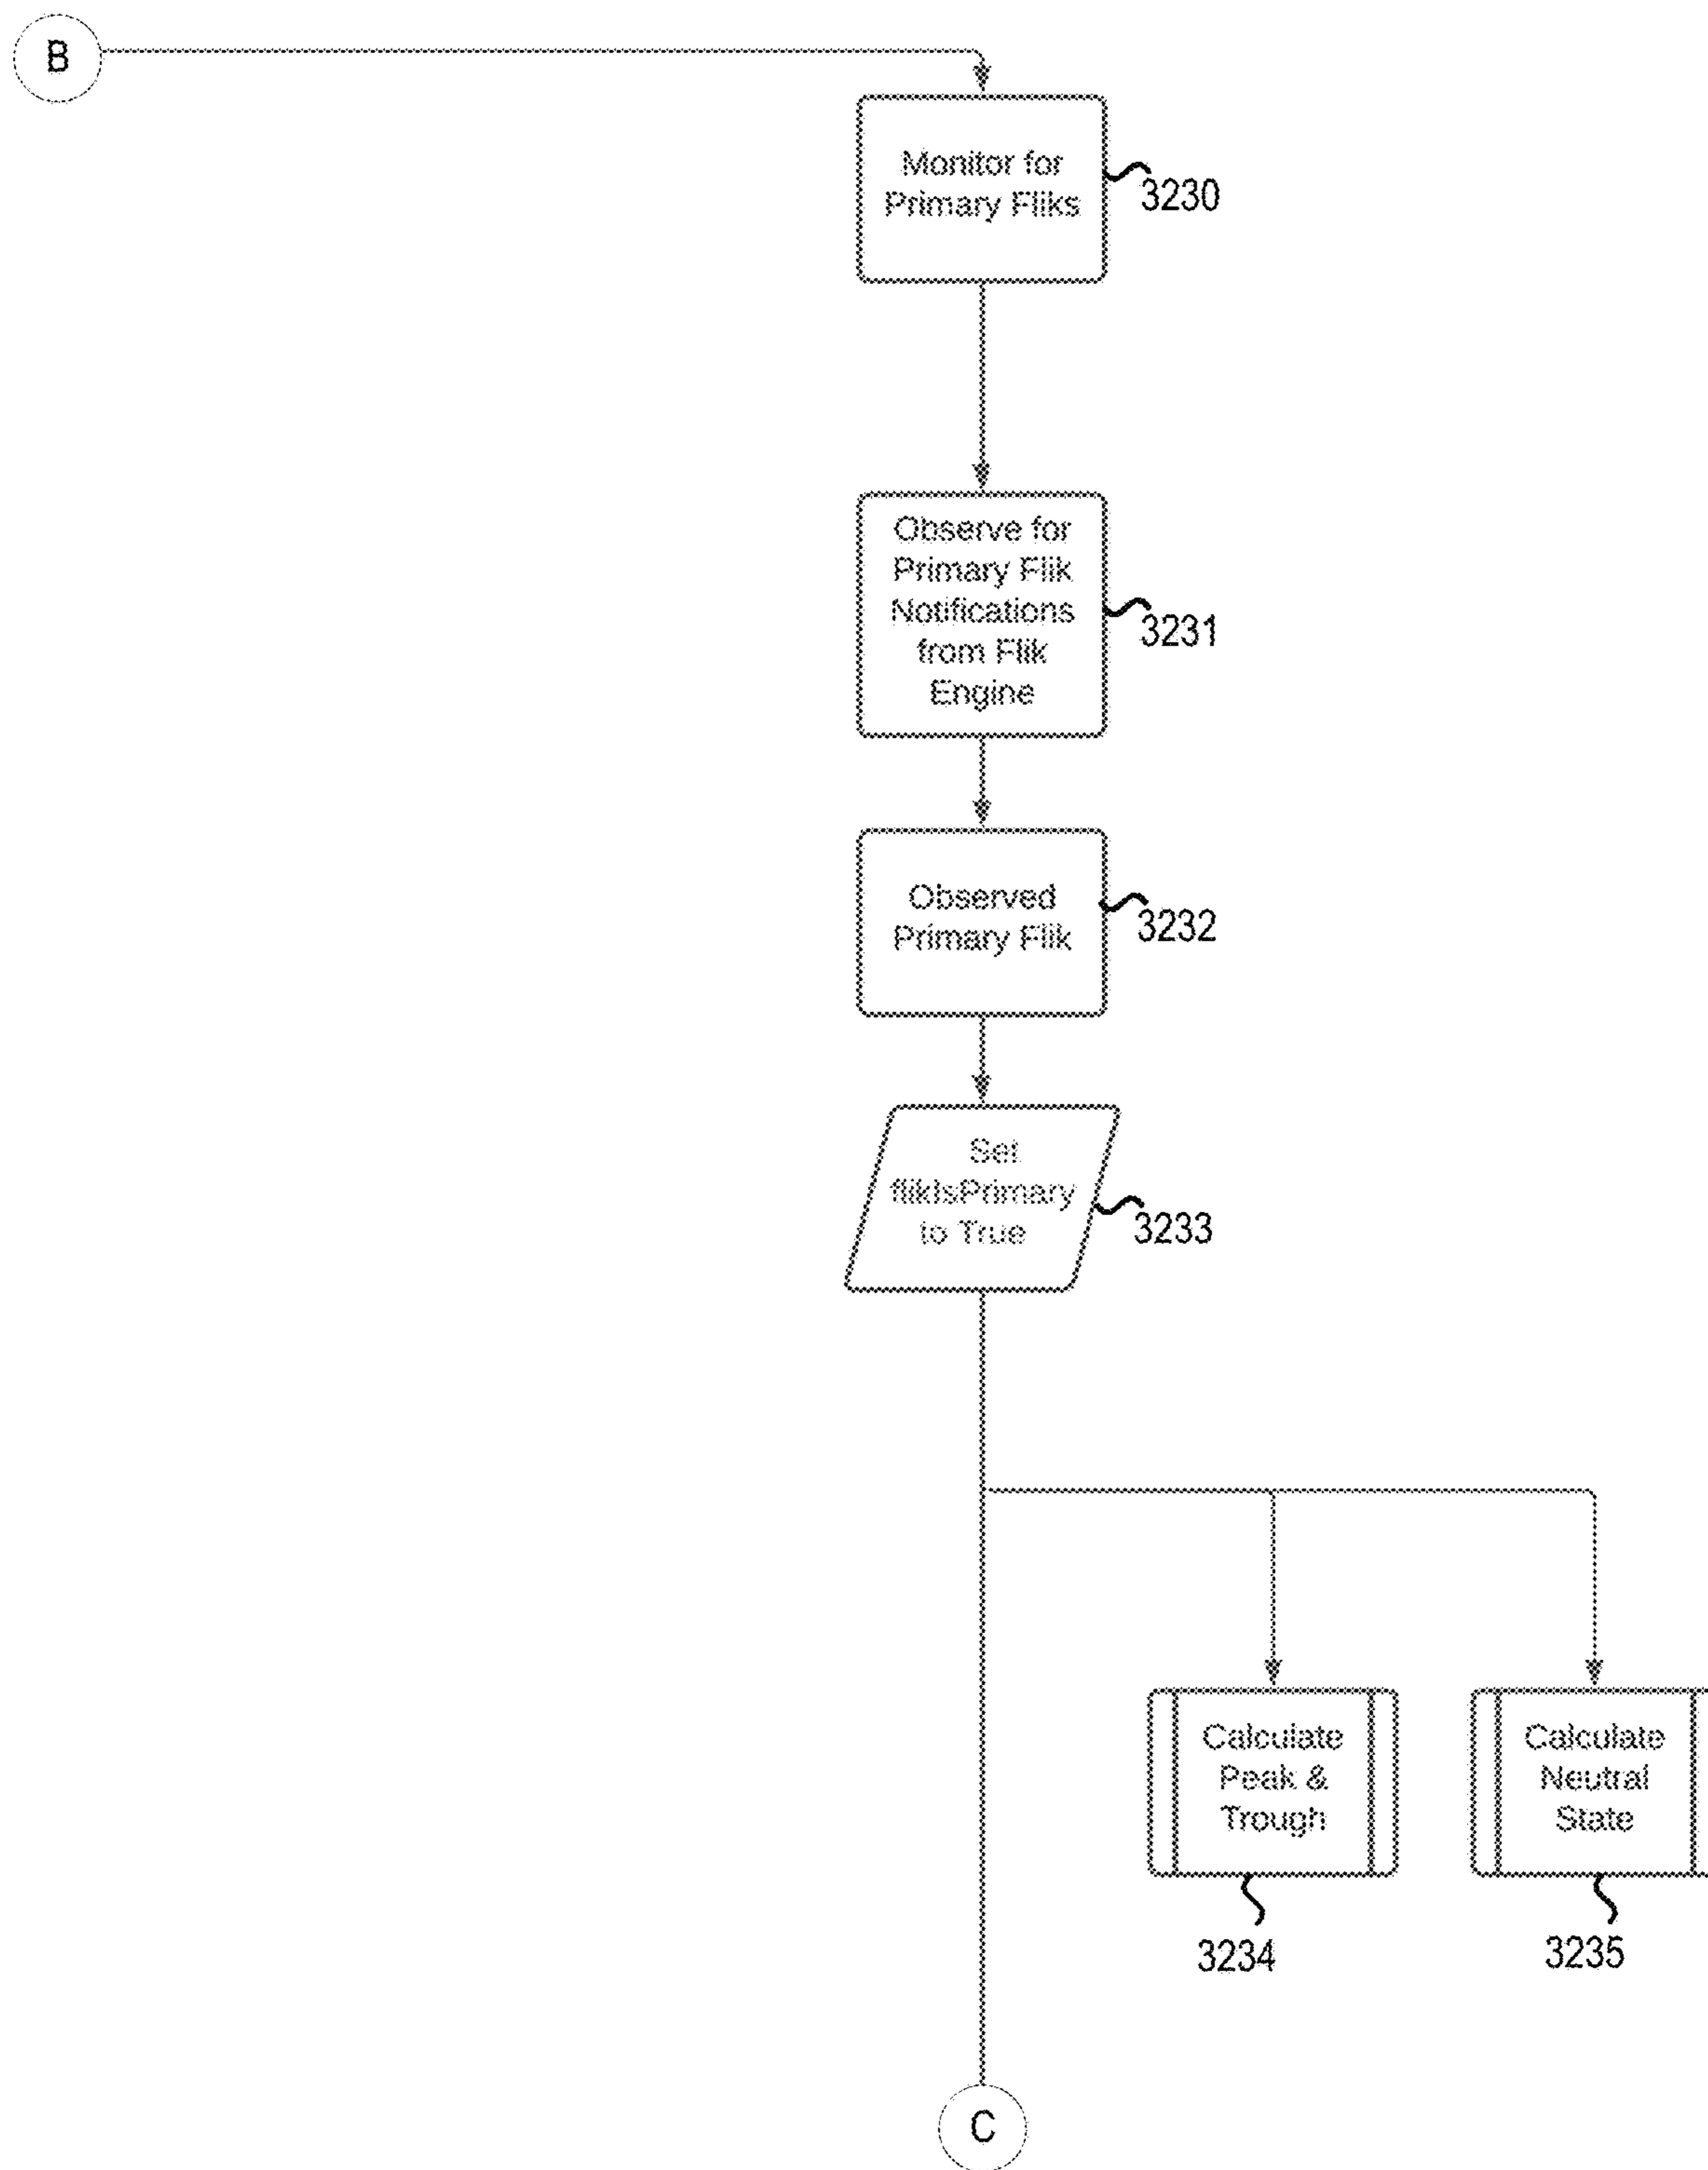 B
Monitor for
Primary Fliks
3230
Observe for
Primary Flik
Notifications
from Flik
Engine
3231
Observed
Primary Flik
3232
Set
flikIsPrimary
to True
3233
Calculate
Peak &
Trough
3234
Calculate
Neutral
State
3235
C